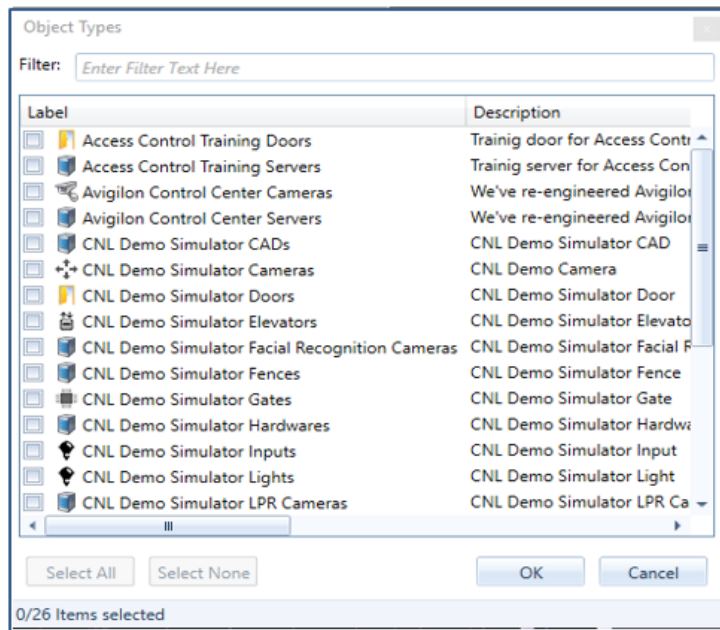 Object Types
Filter: Enter Filter Text Here
Label Description
Access Control Training Doors Trainig door for Access Contr
Access Control Training Servers Trainig server for Access Con
Avigilon Control Center Cameras We've re-engineered Avigilor
Avigilon Control Center Servers We've re-engineered Avigilor
CNL Demo Simulator CADs CNL Demo Simulator CAD
CNL Demo Simulator Cameras CNL Demo Camera
CNL Demo Simulator Doors CNL Demo Simulator Door
CNL Demo Simulator Elevators CNL Demo Simulator Elevato
CNL Demo Simulator Facial Recognition Cameras CNL Demo Simulator Facial R
CNL Demo Simulator Fences CNL Demo Simulator Fence
CNL Demo Simulator Gates CNL Demo Simulator Gate
CNL Demo Simulator Hardwares CNL Demo Simulator Hardwa
CNL Demo Simulator Inputs CNL Demo Simulator Input
CNL Demo Simulator Lights CNL Demo Simulator Light
CNL Demo Simulator LPR Cameras CNL Demo Simulator LPR Ca
Select All Select None OK Cancel
0/26 Items selected